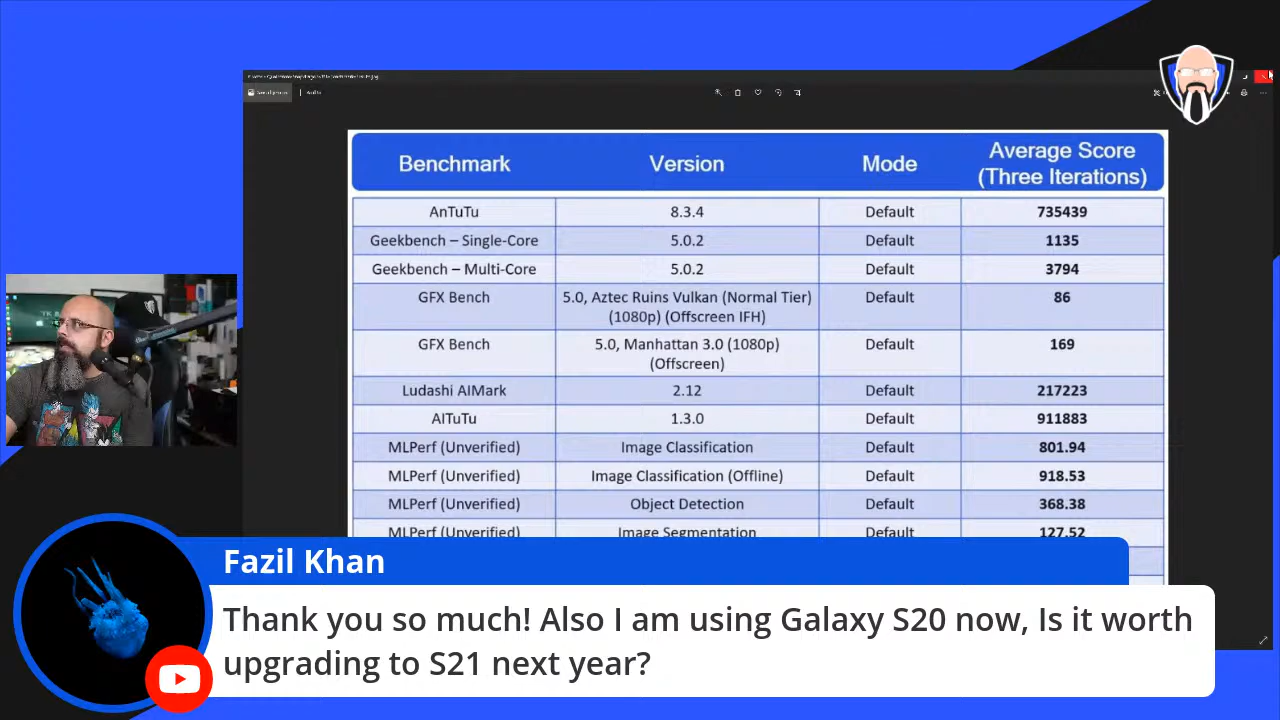 Benchmark Version Mode Average Score
(Three Iterations)
AnTuTu 8.3.4 Default 735439
Geekbench – Single-Core 5.0.2 Default 1135
Geekbench – Multi-Core 5.0.2 Default 3794
GFX Bench 5.0, Aztec Ruins Vulkan (Normal Tier) Default 86
(1080p) (Offscreen IFH)
GFX Bench 5.0, Manhattan 3.0 (1080p) Default 169
(Offscreen)
Ludashi AIMark 2.12 Default 217223
AITuTu 1.3.0 Default 911883
MLPerf (Unverified) Image Classification Default 801.94
MLPerf (Unverified) Image Classification (Offline) Default 918.53
MLPerf (Unverified) Object Detection Default 368.38
MLPerf (Unverified) Image Segmentation Default 127.52
Fazil Khan
Thank you so much! Also I am using Galaxy S20 now, Is it worth
upgrading to S21 next year?